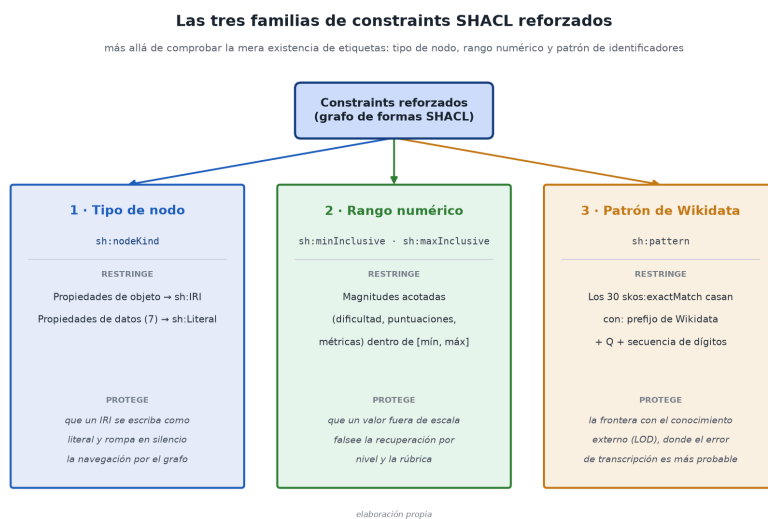 Las tres familias de constraints SHACL reforzados
más allá de comprobar la mera existencia de etiquetas: tipo de nodo, rango numérico y patrón de identificadores
Constraints reforzados
(grafo de formas SHACL)
1 · Tipo de nodo
sh:nodeKind
RESTRINGE
Propiedades de objeto → sh:IRI
Propiedades de datos (7) → sh:Literal
PROTEGE
que un IRI se escriba como
literal y rompa en silencio
la navegación por el grafo
2 · Rango numérico
sh:minInclusive · sh:maxInclusive
RESTRINGE
Magnitudes acotadas
(dificultad, puntuaciones,
métricas) dentro de [mín, máx]
PROTEGE
que un valor fuera de escala
falsee la recuperación por
nivel y la rúbrica
3 · Patrón de Wikidata
sh:pattern
RESTRINGE
Los 30 skos:exactMatch casan
con: prefijo de Wikidata
+ Q + secuencia de dígitos
PROTEGE
la frontera con el conocimiento
externo (LOD), donde el error
de transcripción es más probable
elaboración propia